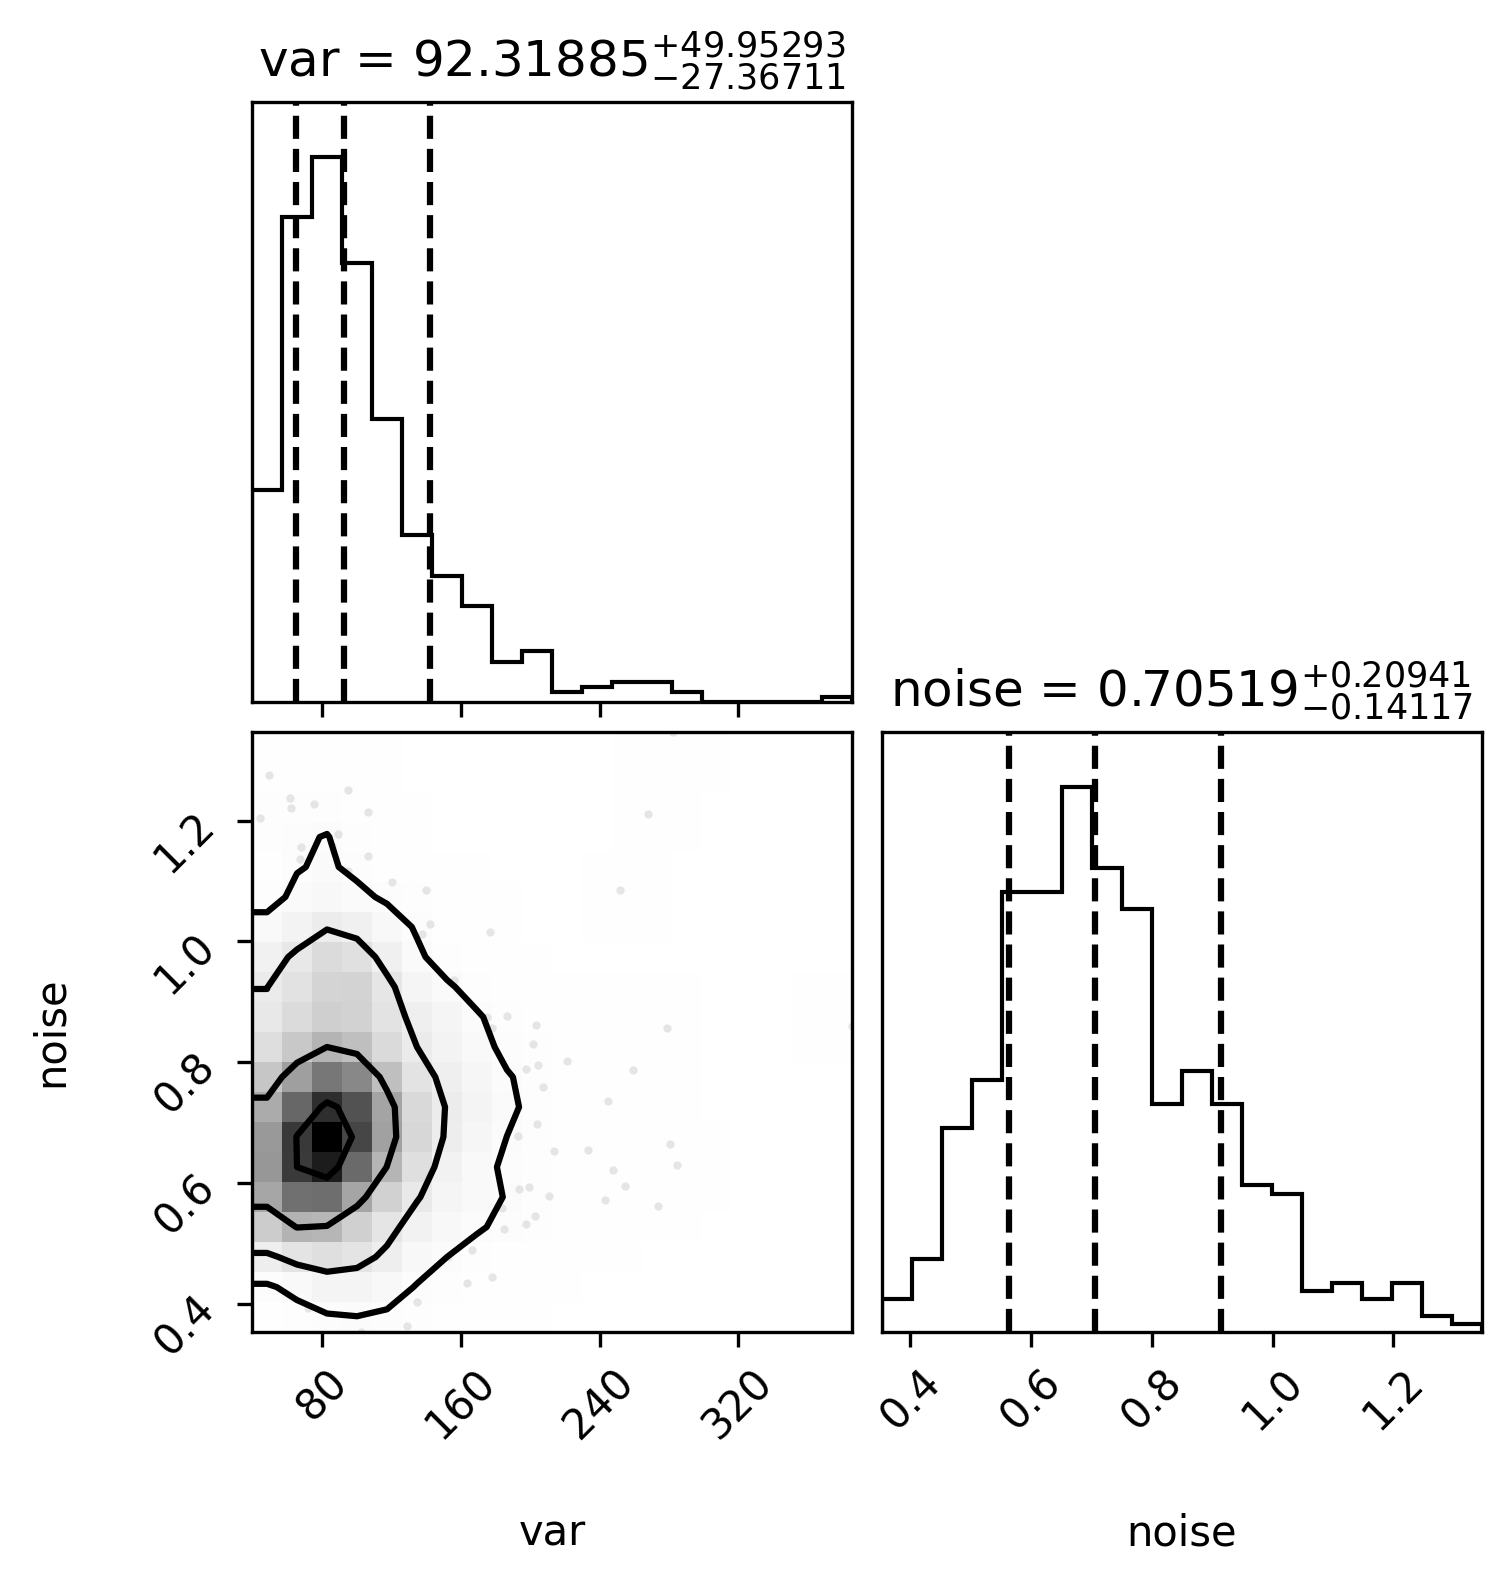 var = 92.31885+49.95293−27.36711
noise = 0.70519+0.20941−0.14117
1.2
1.0
0.8
0.6
0.4
noise
80 160 240 320
0.4 0.6 0.8 1.0 1.2
var
noise